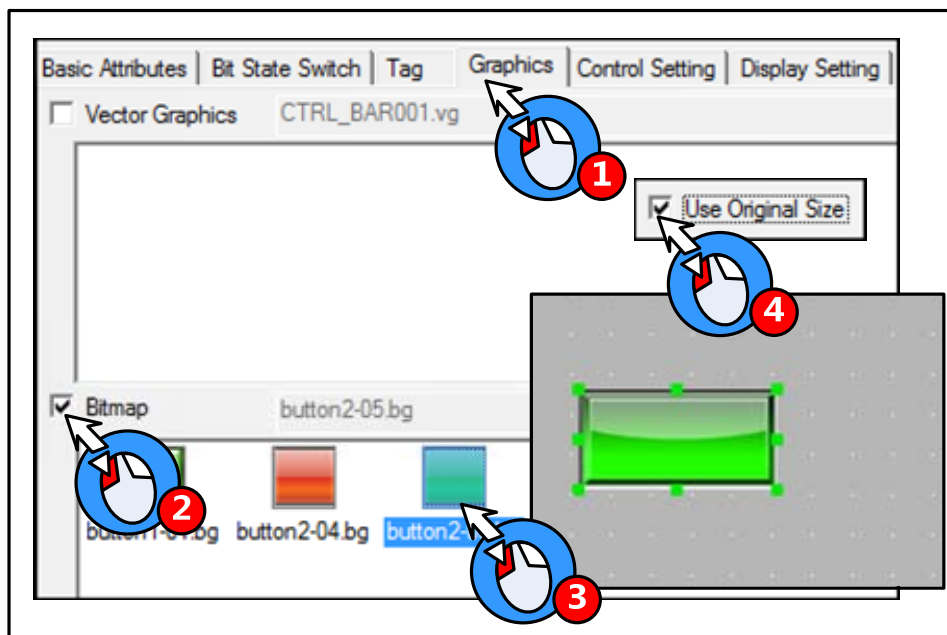 Basic Attributes Bit State Switch Tag Graphics Control Setting Display Setting
Vector Graphics CTRL_BAR001.vg
1
Use Original Size
4
Bitmap button2-05.bg
2
button2-04.bg
3